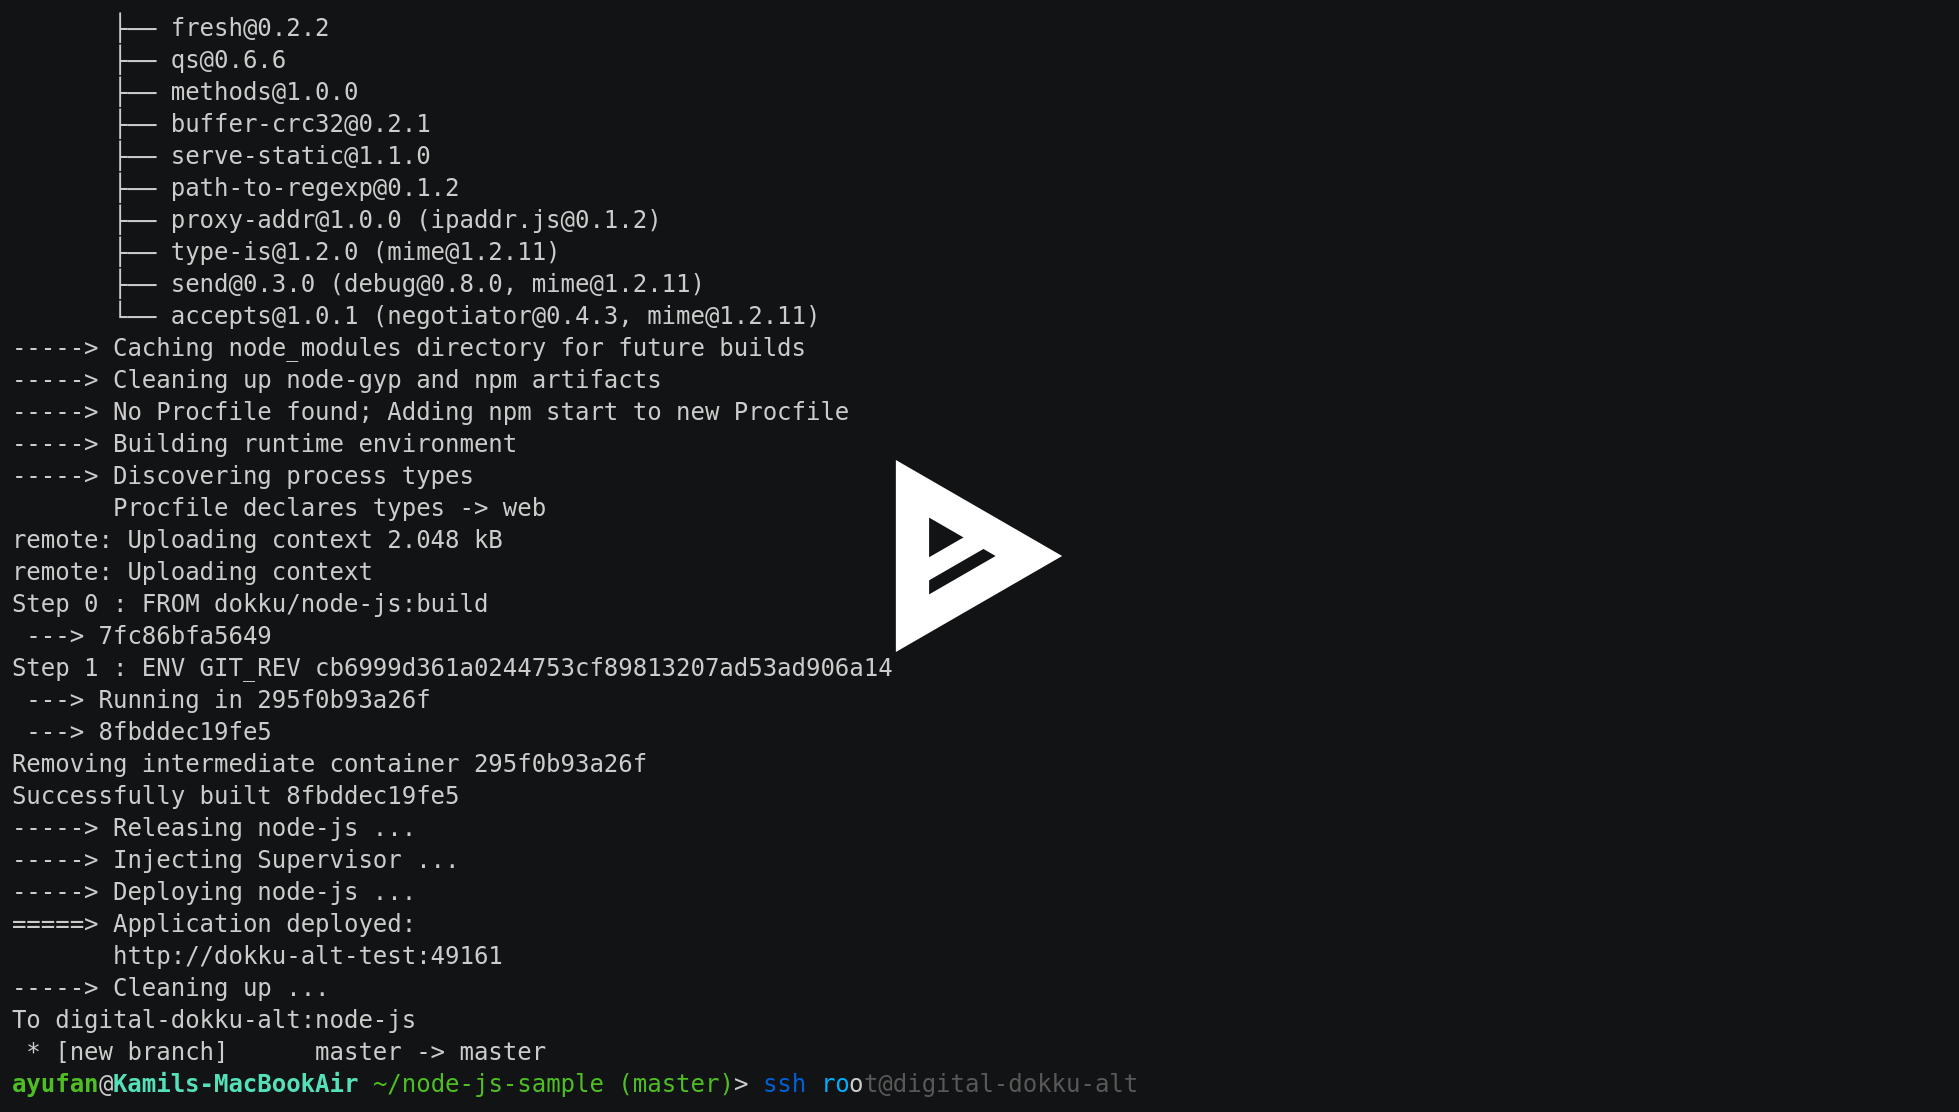 ├── fresh@0.2.2
├── qs@0.6.6
├── methods@1.0.0
├── buffer-crc32@0.2.1
├── serve-static@1.1.0
├── path-to-regexp@0.1.2
├── proxy-addr@1.0.0 (ipaddr.js@0.1.2)
├── type-is@1.2.0 (mime@1.2.11)
├── send@0.3.0 (debug@0.8.0, mime@1.2.11)
└── accepts@1.0.1 (negotiator@0.4.3, mime@1.2.11)
-----> Caching node_modules directory for future builds
-----> Cleaning up node-gyp and npm artifacts
-----> No Procfile found; Adding npm start to new Procfile
-----> Building runtime environment
-----> Discovering process types
       Procfile declares types -> web
remote: Uploading context 2.048 kB
remote: Uploading context
Step 0 : FROM dokku/node-js:build
 ---> 7fc86bfa5649
Step 1 : ENV GIT_REV cb6999d361a0244753cf89813207ad53ad906a14
 ---> Running in 295f0b93a26f
 ---> 8fbddec19fe5
Removing intermediate container 295f0b93a26f
Successfully built 8fbddec19fe5
-----> Releasing node-js ...
-----> Injecting Supervisor ...
-----> Deploying node-js ...
=====> Application deployed:
       http://dokku-alt-test:49161
-----> Cleaning up ...
To digital-dokku-alt:node-js
 * [new branch]      master -> master
ayufan@Kamils-MacBookAir ~/node-js-sample (master)> ssh root@digital-dokku-alt